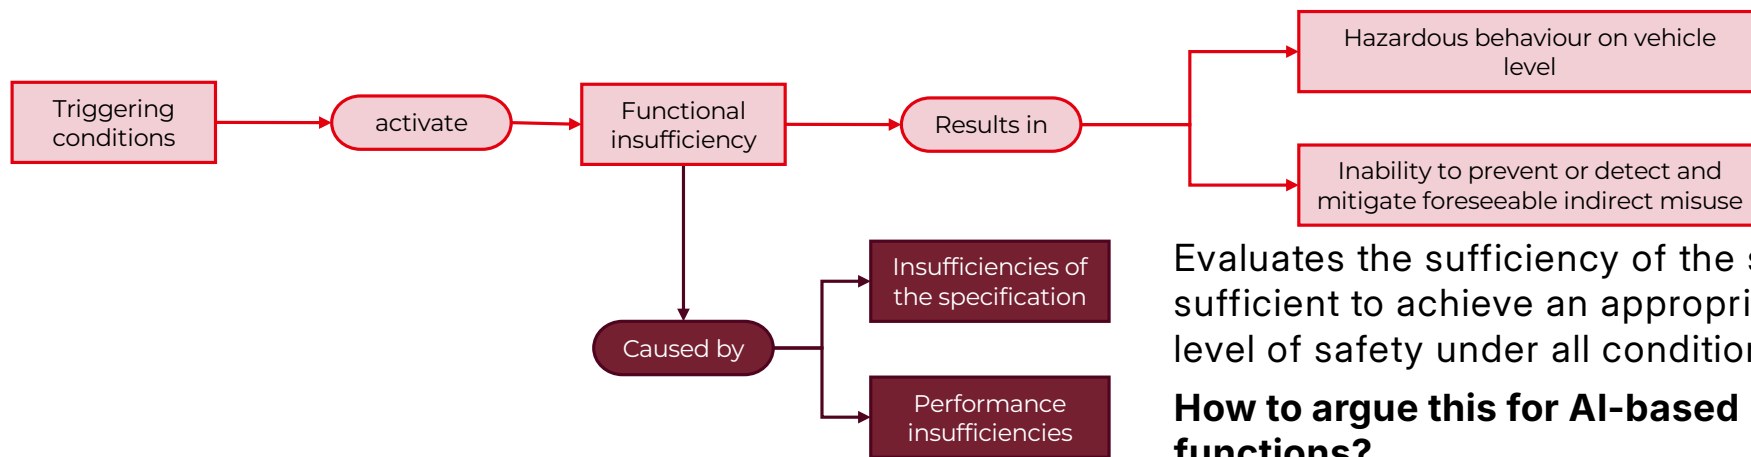 Hazardous behaviour on vehicle
level
Triggering
conditions
activate
Functional
insufficiency
Results in
Inability to prevent or detect and
mitigate foreseeable indirect misuse
Insufficiencies of
the specification
Caused by
Performance
insufficiencies
Evaluates the sufficiency of the
sufficient to achieve an
level of safety under all
How to argue this for AI-based
functions?